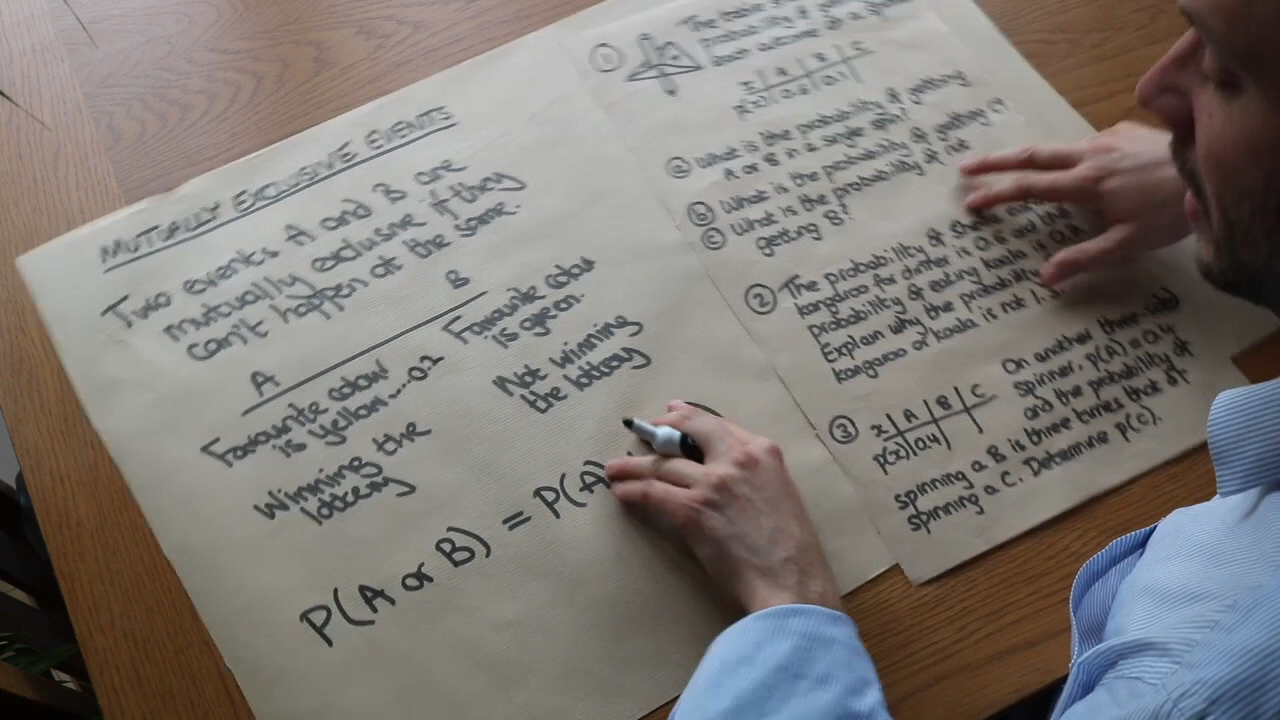 MUTUALLY EXCLUSIVE EVENTS
Two events A and B are
mutually exclusive if they
can't happen at the same.
A B
Favourite colour
is yellow....0.2
Favourite colour
is green.
Winning the
lottery
Not winning
the lottery
P(A or B) = P(A)
①
probability of
x | A | B | C
p(x) | 0.6 | 0.1 |
ⓐ What is the probability of getting
A or B in a single spin?
ⓑ What is the probability of getting C?
ⓒ What is the probability of not
getting B?
② The probability of
kangaroo for dinner is 0.6 and the
probability of eating koala is 0.8.
Explain why the probability
kangaroo or koala is not 1.
③ x | A | B | C
p(x) | 0.4 |
On another three-sided
spinner, p(A) = 0.4
and the probability of
spinning a B is three times that of
spinning a C. Determine p(C).